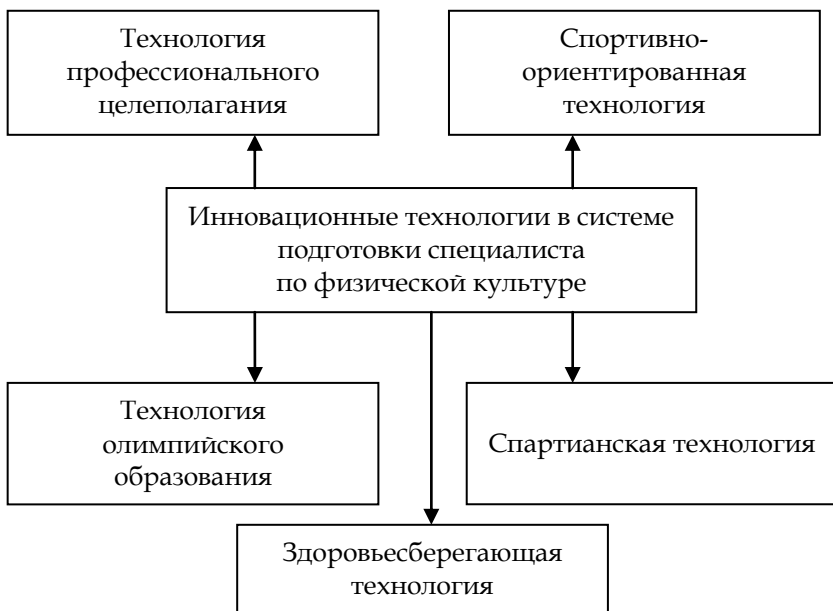 Технология
профессионального
целеполагания
Спортивно-
ориентированная
технология
Инновационные технологии в системе
подготовки специалиста
по физической культуре
Технология
олимпийского
образования
Спартианская технология
Здоровьесберегающая
технология